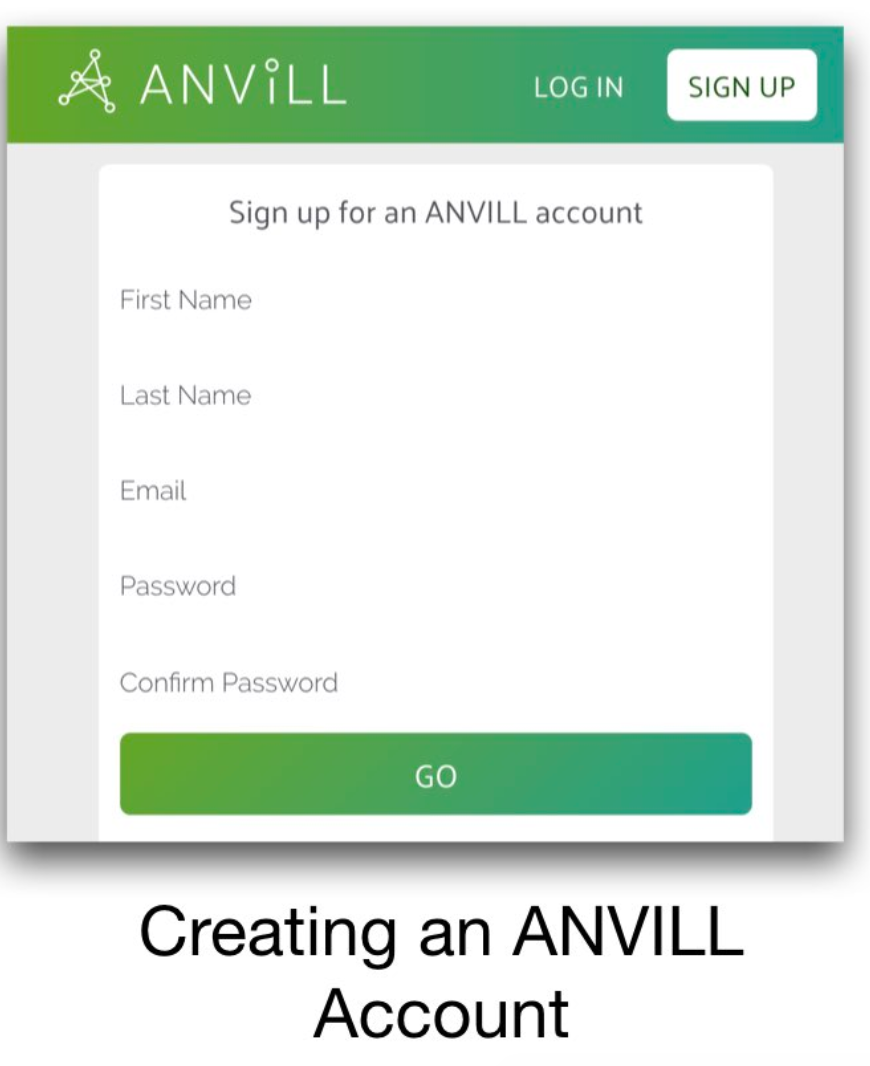 ANViLL
LOG IN
SIGN UP
Sign up for an ANVILL account
First Name
Last Name
Email
Password
Confirm Password
GO
Creating an ANVILL
Account